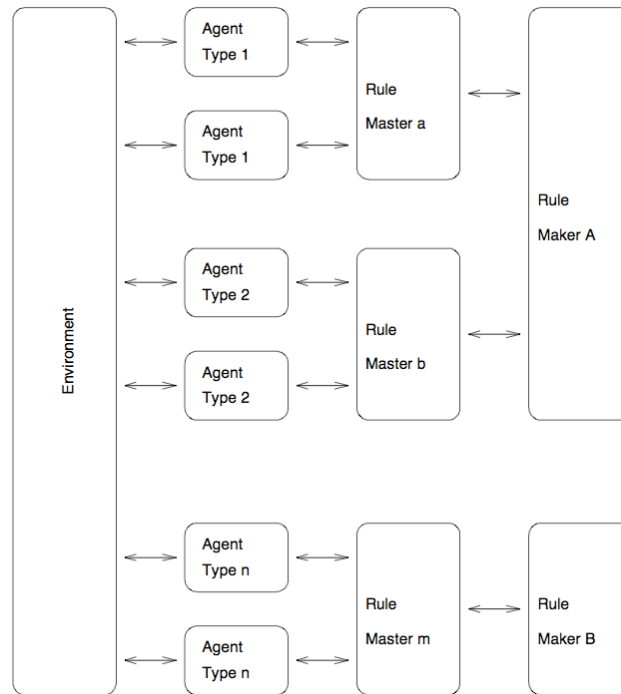 Environment
Agent
Type 1
Agent
Type 1
Rule
Master a
Agent
Type 2
Agent
Type 2
Rule
Master b
Rule
Maker A
Agent
Type n
Agent
Type n
Rule
Master m
Rule
Maker B